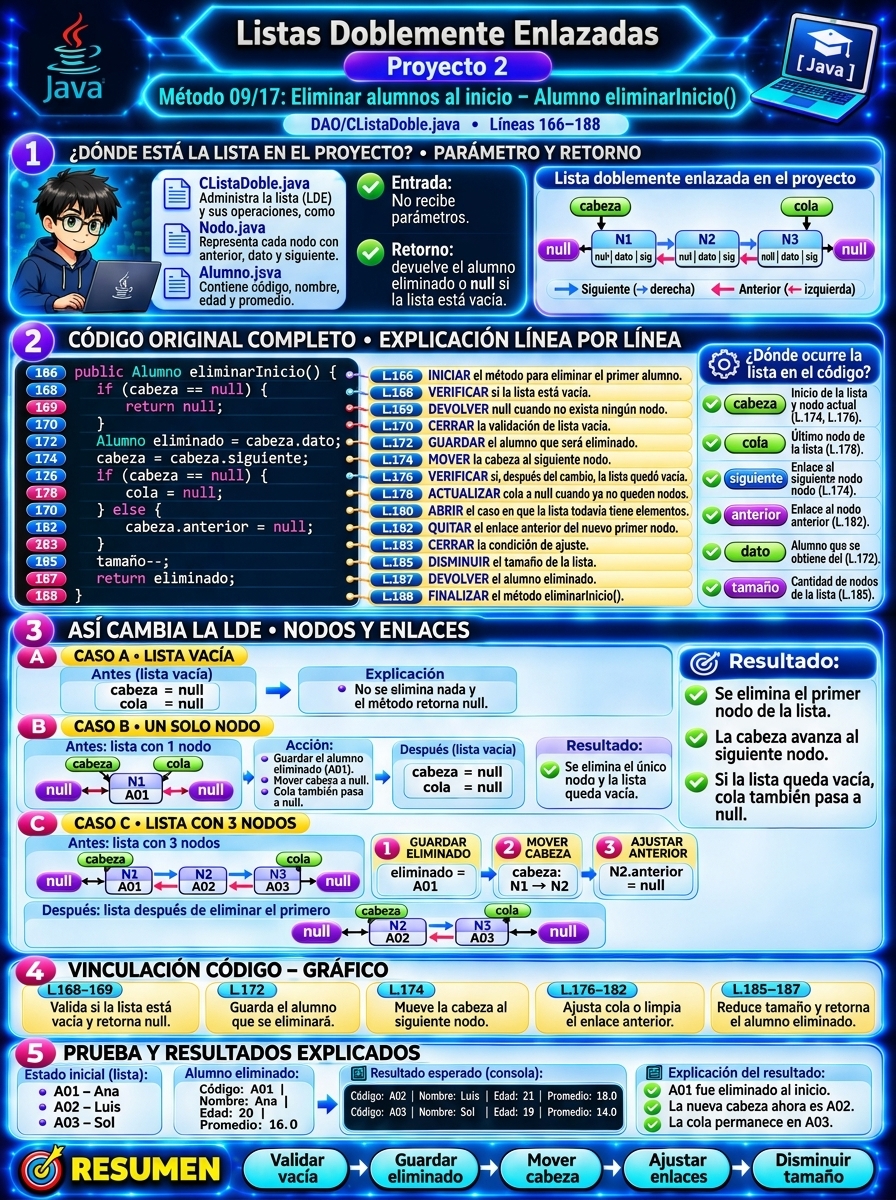 Java
Listas Doblemente Enlazadas
Proyecto 2
Método 09/17: Eliminar alumnos al inicio – Alumno eliminarInicio()
DAO/CListaDoble.java • Líneas 166–188
[ Java ]
1 ¿DÓNDE ESTÁ LA LISTA EN EL PROYECTO? • PARÁMETRO Y RETORNO
CListaDoble.java
Administra la lista (LDE)
y sus operaciones, como
Nodo.java
Representa cada nodo con
anterior, dato y siguiente.
Alumno.jsva
Contiene código, nombre,
edad y promedio.
Entrada:
No recibe
parámetros.
Retorno:
devuelve el alumno
eliminado o null si
la lista está vacía.
Lista doblemente enlazada en el proyecto
cabeza cola
null N1 N2 N3 null
dato | sig nul | dato | sig dato | sig
Siguiente (→ derecha) Anterior (← izquierda)
2 CÓDIGO ORIGINAL COMPLETO • EXPLICACIÓN LÍNEA POR LÍNEA
166 public Alumno eliminarInicio() {
168 if (cabeza == null) {
169 return null;
170 }
172 Alumno eliminado = cabeza.dato;
174 cabeza = cabeza.siguiente;
126 if (cabeza == null) {
178 cola = null;
170 } else {
182 cabeza.anterior = null;
283 }
185 tamaño--;
187 return eliminado;
188 }
L.166 INICIAR el método para eliminar el primer alumno.
L.168 VERIFICAR si la lista está vacía.
L.169 DEVOLVER null cuando no exista ningún nodo.
L.170 CERRAR la validación de lista vacia.
L.172 GUARDAR el alumno que será eliminado.
L.174 MOVER la cabeza al siguiente nodo.
L.176 VERIFICAR si, después del cambio, la lista quedó vacía.
L.178 ACTUALIZAR cola a null cuando ya no queden nodos.
L.180 ABRIR el caso en que la lista todavía tiene elementos.
L.182 QUITAR el enlace anterior del nuevo primer nodo.
L.183 CERRAR la condición de ajuste.
L.185 DISMINUIR el tamaño de la lista.
L.187 DEVOLVER el alumno eliminado.
L.188 FINALIZAR el método eliminarInicio().
¿Dónde ocurre la
lista en el código?
cabeza
Inicio de la lista
y nodo actual
(L.174, L.176).
cofa
Último nodo de
la lista (L.178).
siguiente
Enlace al
siguiente nodo
nodo (L.174).
anterior
Enlace al nodo
anterior (L.182).
dato
Alumno que se
obtiene del (L.172).
tamaño
Cantidad de nodos
de la lista (L.185).
3 ASÍ CAMBIA LA LDE • NODOS Y ENLACES
A CASO A • LISTA VACÍA
Antes (lista vacía)
cabeza = null
cola = null
Explicación
• No se elimina nada y
el método retorna null.
B CASO B • UN SOLO NODO
Antes: lista con 1 nodo
cabeza cola
null N1 null
A01
Acción:
• Guardar el alumno
eliminado (A01).
• Mover cabeza a null.
• Cola también pasa
a null.
Después (lista vacía)
cabeza = null
cola = null
Resultado:
Se elimina el único
nodo y la lista
queda vacía.
C CASO C • LISTA CON 3 NODOS
Antes: lista con 3 nodos
cabeza cola
null N1 N2 N3 null
A01 A02 A03
1 GUARDAR
ELIMINADO
eliminado =
A01
2 MOVER
CABEZA
cabeza:
N1 → N2
3 AJUSTAR
ANTERIOR
N2.anterior
= null
Después: lista después de eliminar el primero
cabeza cola
null N2 N3 null
A02 A03
Resultado:
Se elimina el primer
nodo de la lista.
La cabeza avanza al
siguiente nodo.
Si la lista queda vacía,
cola también pasa a
null.
4 VINCULACIÓN CÓDIGO – GRÁFICO
L.168–169
Valida si la lista está
vacía y retorna null.
L.172
Guarda el alumno
que se eliminará.
L.174
Mueve la cabeza al
siguiente nodo.
L.176–182
Ajusta cola o limpia
el enlace anterior.
L.185–187
Reduce tamaño y retorna
el alumno eliminado.
5 PRUEBA Y RESULTADOS EXPLICADOS
Estado inicial (lista):
• A01 – Ana
• A02 – Luis
• A03 – Sol
Alumno eliminado:
Código: A01 |
Nombre: Ana |
Edad: 20 |
Promedio: 16.0
Resultado esperado (consola):
Código: A02 | Nombre: Luis | Edad: 21 | Promedio: 18.0
Código: A03 | Nombre: Sol | Edad: 19 | Promedio: 14.0
Explicación del resultado:
A01 fue eliminado al inicio.
La nueva cabeza ahora es A02.
La cola permanece en A03.
RESUMEN
Validar
vacía
Guardar
eliminado
Mover
cabeza
Ajustar
enlaces
Disminuir
tamaño